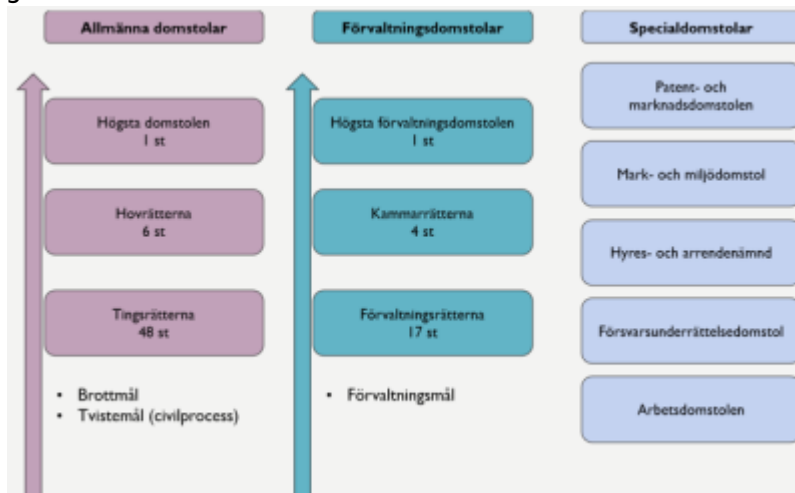 Allmänna domstolar
Högsta domstolen
1 st
Hovrätterna
6 st
Tingsrätterna
48 st
• Brottmål
• Tvistemål (civilprocess)
Förvaltningsdomstolar
Högsta förvaltningsdomstolen
1 st
Kammarrätterna
4 st
Förvaltningsrätterna
17 st
• Förvaltningsmål
Specialdomstolar
Patent- och
marknadsdomstolen
Mark- och miljödomstol
Hyres- och arrendenämnd
Försvarsunderrättelsedomstol
Arbetsdomstolen